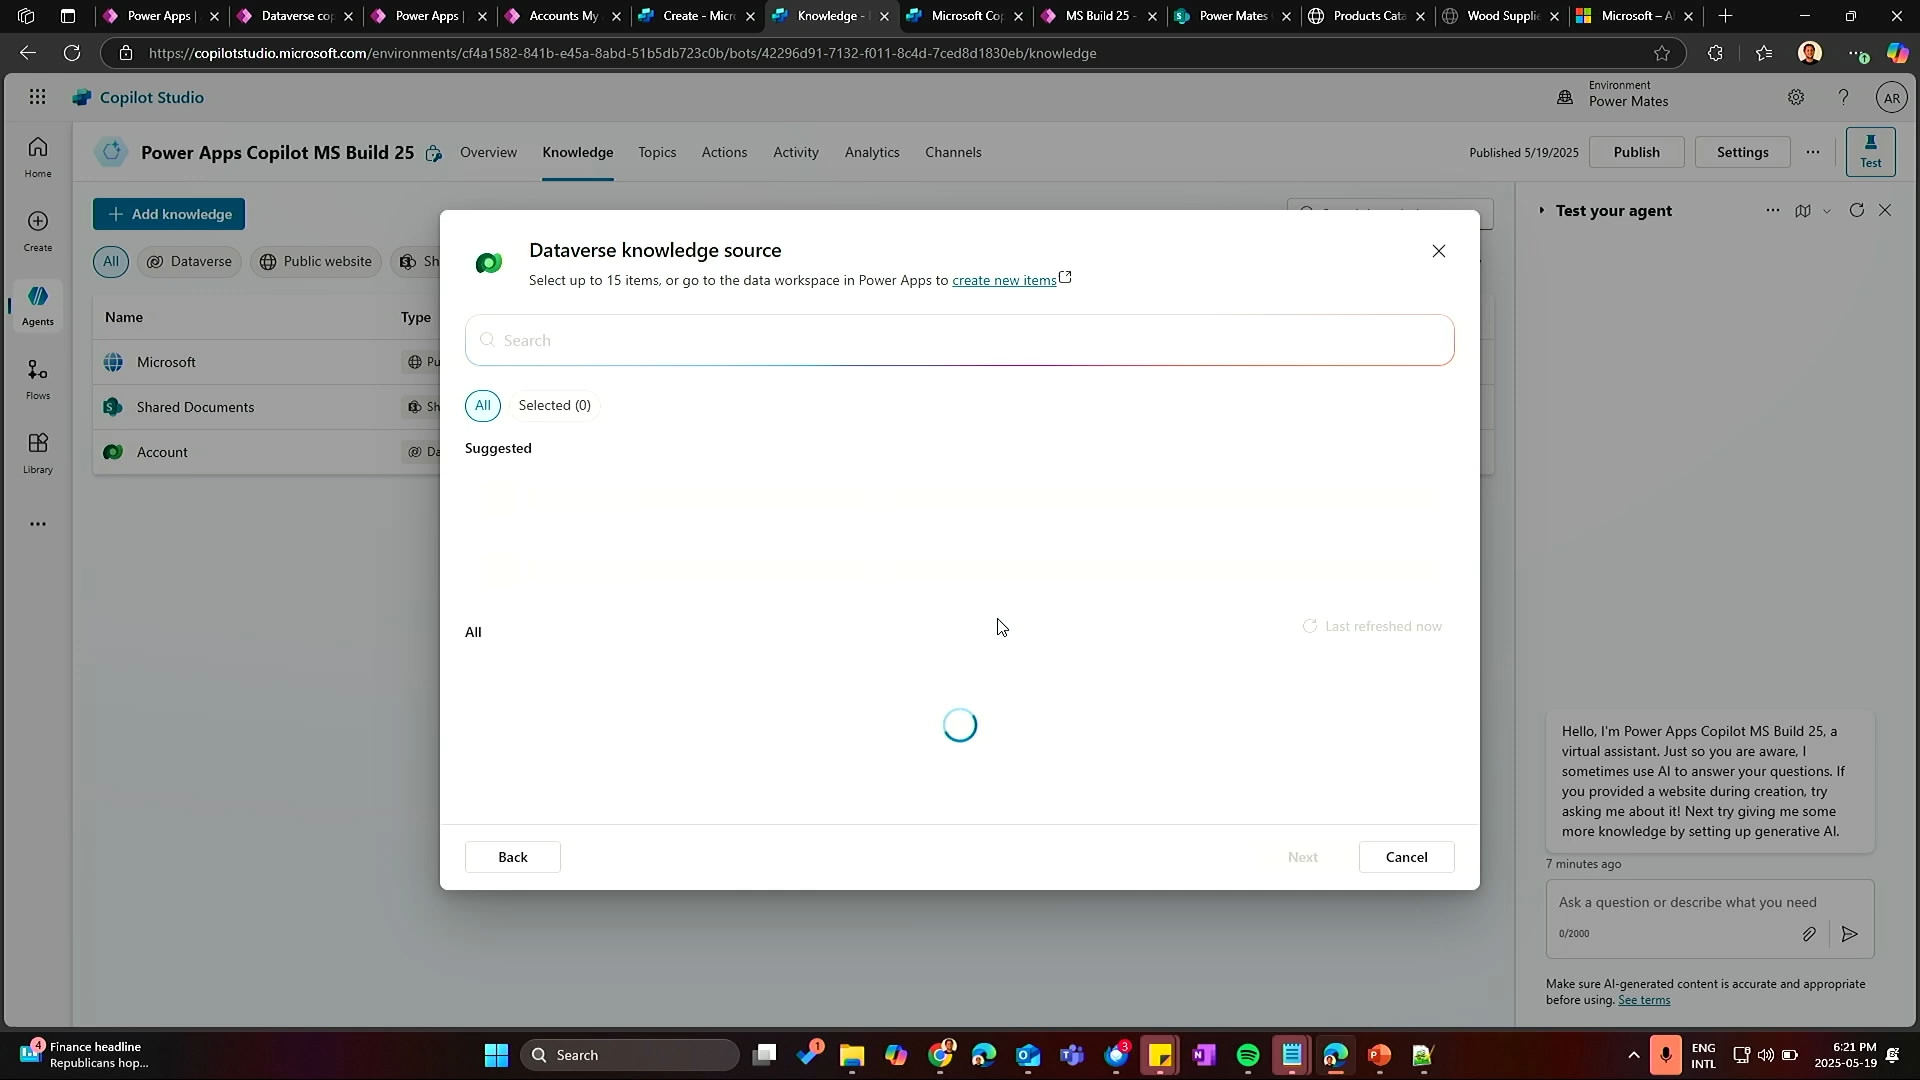 Power Apps |
Dataverse co
Power Apps |
Accounts My
Create - Micr
Knowledge -
Microsoft Cop
MS Build 25 -
Power Mates
Products Cata
Wood Supplie
Microsoft – A
https://copilotstudio.microsoft.com/environments/cf4a1582-841b-e45a-8abd-51b5db723c0b/bots/42296d91-7132-f011-8c4d-7ced8d1830eb/knowledge
Copilot Studio
Environment
Power Mates
AR
Home
Create
Agents
Flows
Library
Power Apps Copilot MS Build 25
Overview
Knowledge
Topics
Actions
Activity
Analytics
Channels
Published 5/19/2025
Publish
Settings
Test
Add knowledge
All
Dataverse
Public website
Sh
Name
Type
Microsoft
Pu
Shared Documents
Sh
Account
Da
Dataverse knowledge source
Select up to 15 items, or go to the data workspace in Power Apps to create new items
Search
All
Selected (0)
Suggested
All
Last refreshed now
Back
Next
Cancel
Test your agent
Hello, I'm Power Apps Copilot MS Build 25, a
virtual assistant. Just so you are aware, I
sometimes use AI to answer your questions. If
you provided a website during creation, try
asking me about it! Next try giving me some
more knowledge by setting up generative AI.
7 minutes ago
Ask a question or describe what you need
0/2000
Make sure AI-generated content is accurate and appropriate
before using. See terms
4
Finance headline
Republicans hop...
Search
1
3
ENG
INTL
6:21 PM
2025-05-19